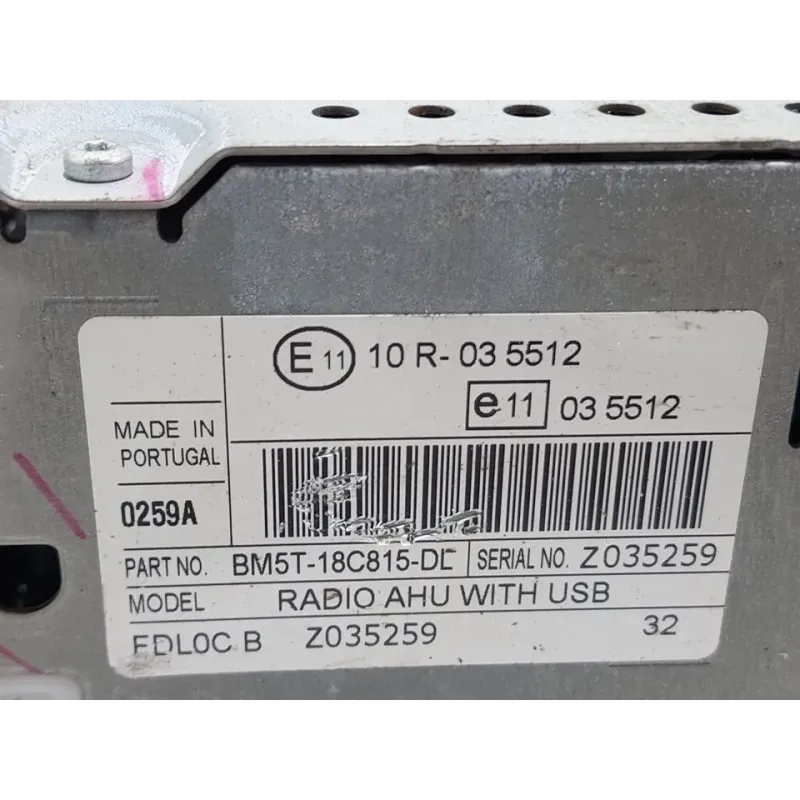 E 11 10 R- 03 5512
e 11 03 5512
MADE IN
PORTUGAL
0259A
PART NO. BM5T-18C815-DL SERIAL NO. Z035259
MODEL RADIO AHU WITH USB
FDL0C B Z035259 32